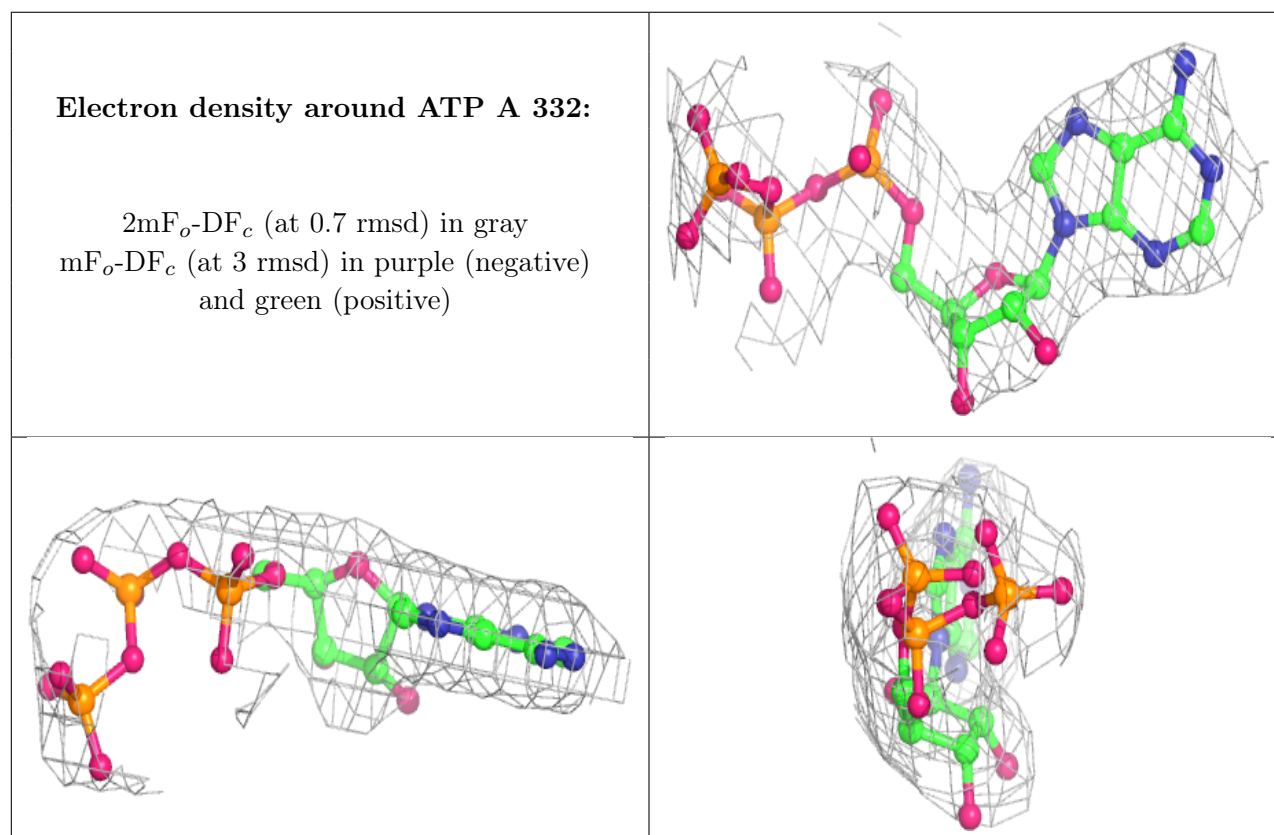 Electron density around ATP A 332:
2mFo-DFc (at 0.7 rmsd) in gray
mFo-DFc (at 3 rmsd) in purple (negative)
and green (positive)